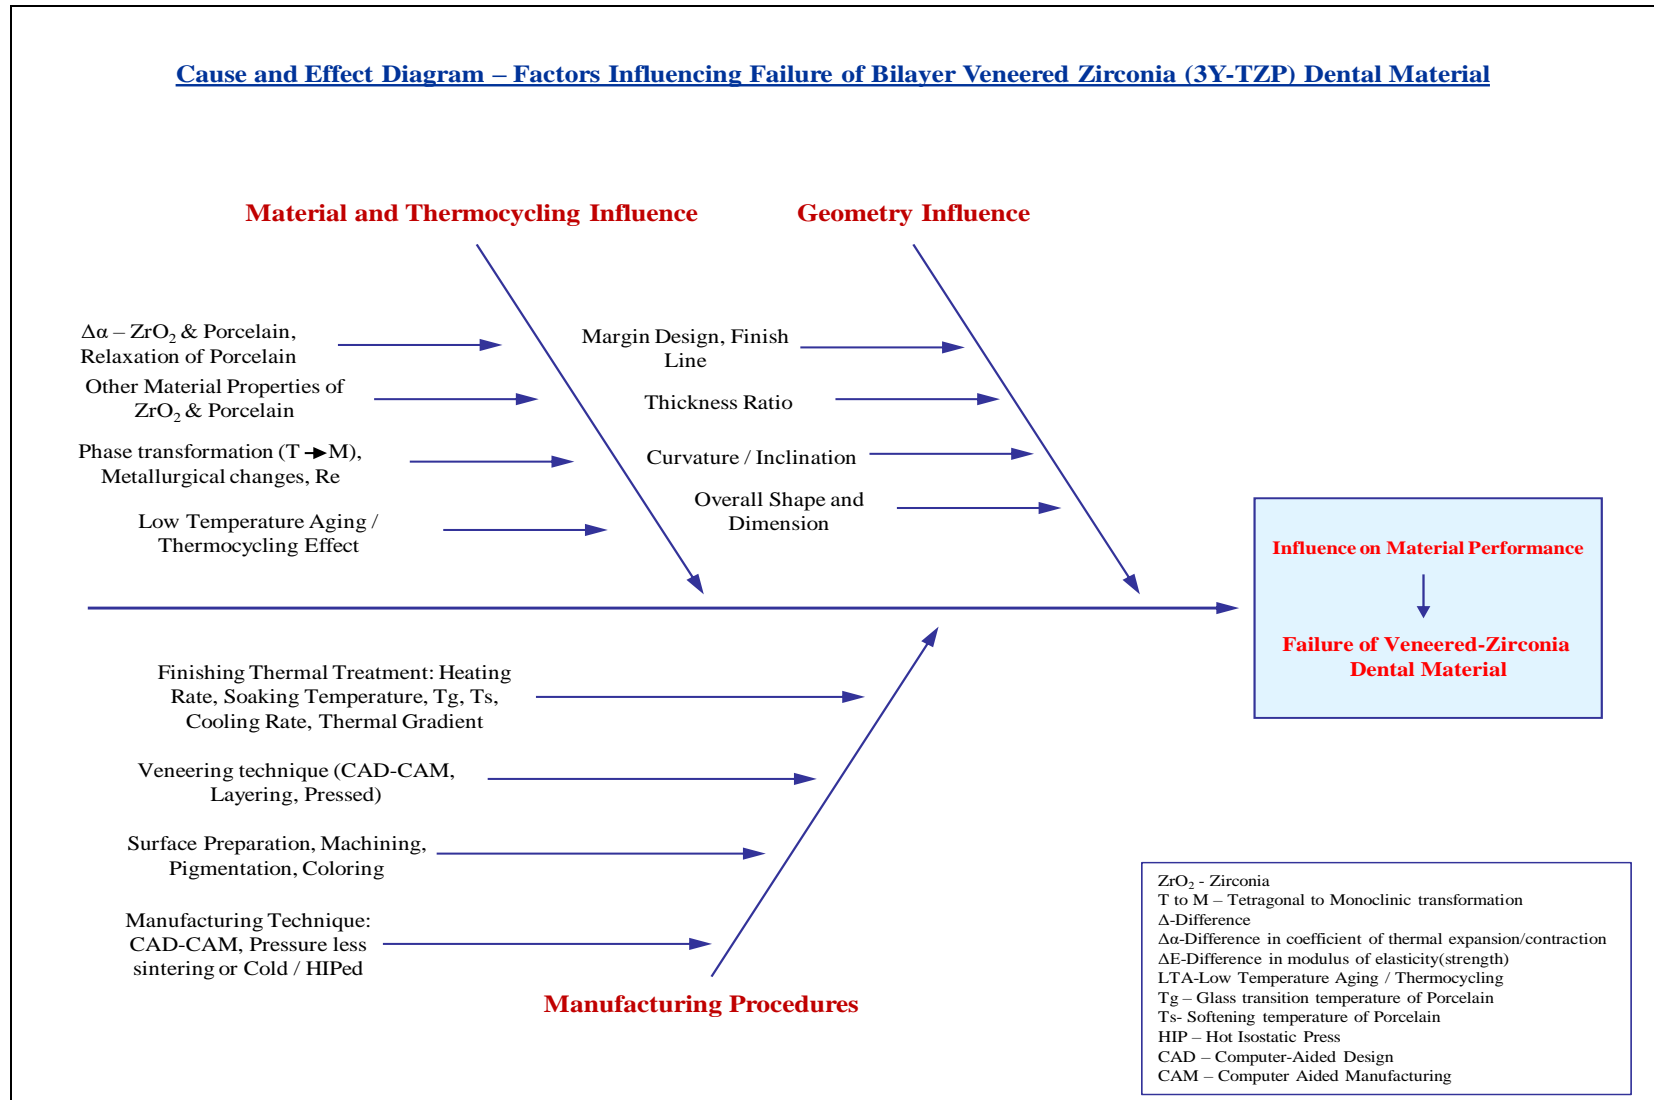 Cause and Effect Diagram – Factors Influencing Failure of Bilayer Veneered Zirconia (3Y-TZP) Dental Material
Material and Thermocycling Influence
Geometry Influence
Δα – ZrO₂ & Porcelain,
Relaxation of Porcelain
Other Material Properties of
ZrO₂ & Porcelain
Phase transformation (T → M),
Metallurgical changes, Re
Low Temperature Aging /
Thermocycling Effect
Margin Design, Finish
Line
Thickness Ratio
Curvature / Inclination
Overall Shape and
Dimension
Influence on Material Performance
Failure of Veneered-Zirconia
Dental Material
Finishing Thermal Treatment: Heating
Rate, Soaking Temperature, Tg, Ts,
Cooling Rate, Thermal Gradient
Veneering technique (CAD-CAM,
Layering, Pressed)
Surface Preparation, Machining,
Pigmentation, Coloring
Manufacturing Technique:
CAD-CAM, Pressure less
sintering or Cold / HIPed
Manufacturing Procedures
ZrO₂ - Zirconia
T to M – Tetragonal to Monoclinic transformation
Δ-Difference
Δα-Difference in coefficient of thermal expansion/contraction
ΔE-Difference in modulus of elasticity(strength)
LTA-Low Temperature Aging / Thermocycling
Tg – Glass transition temperature of Porcelain
Ts- Softening temperature of Porcelain
HIP – Hot Isostatic Press
CAD – Computer-Aided Design
CAM – Computer Aided Manufacturing